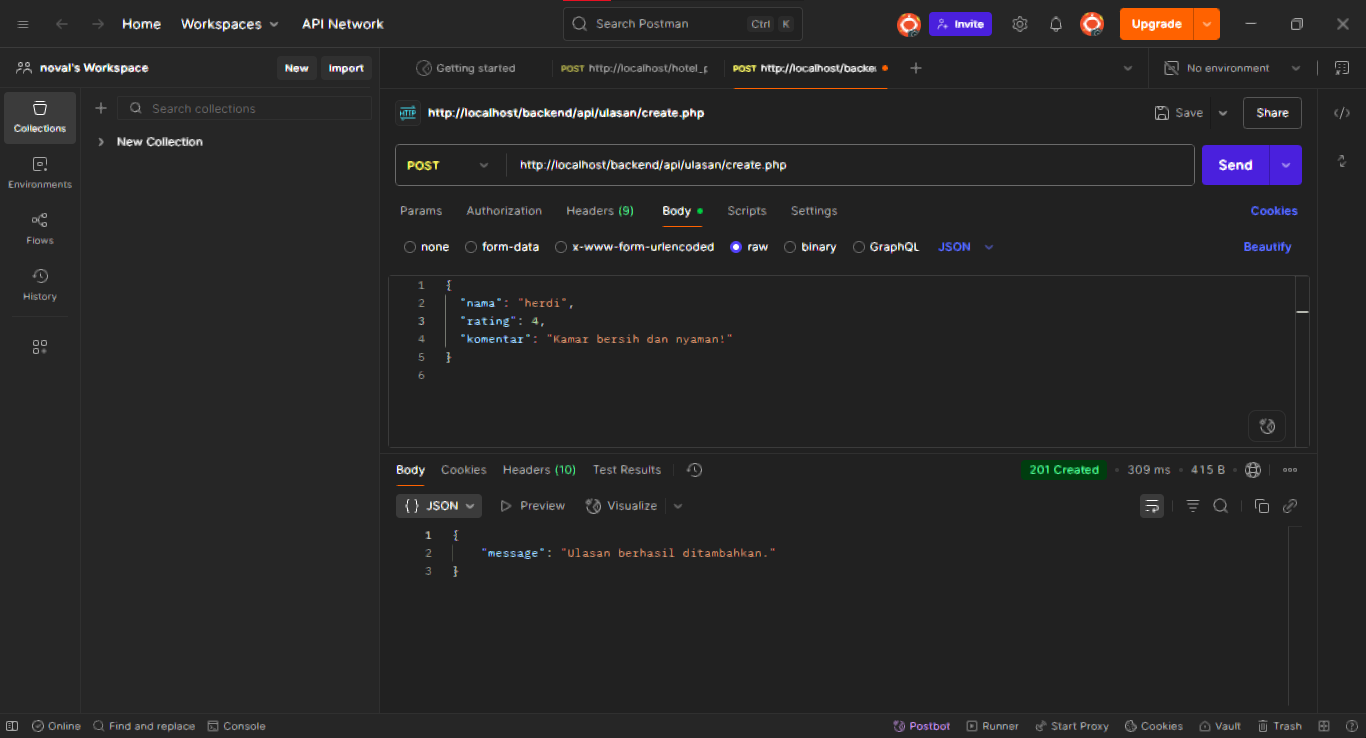 Home Workspaces API Network Search Postman Ctrl K Invite Upgrade
noval's Workspace New Import Getting started POST http://localhost/hotel_p POST http://localhost/backe No environment
Collections
Environments
Flows
History
Search collections
New Collection
HTTP http://localhost/backend/api/ulasan/create.php Save Share
POST http://localhost/backend/api/ulasan/create.php Send
Params Authorization Headers (9) Body Scripts Settings Cookies
none form-data x-www-form-urlencoded raw binary GraphQL JSON Beautify
1 {
2 "nama": "herdi",
3 "rating": 4,
4 "komentar": "Kamar bersih dan nyaman!"
5 }
6
Body Cookies Headers (10) Test Results 201 Created 309 ms 415 B
{ } JSON Preview Visualize
1 {
2 "message": "Ulasan berhasil ditambahkan."
3 }
Online Find and replace Console Postbot Runner Start Proxy Cookies Vault Trash